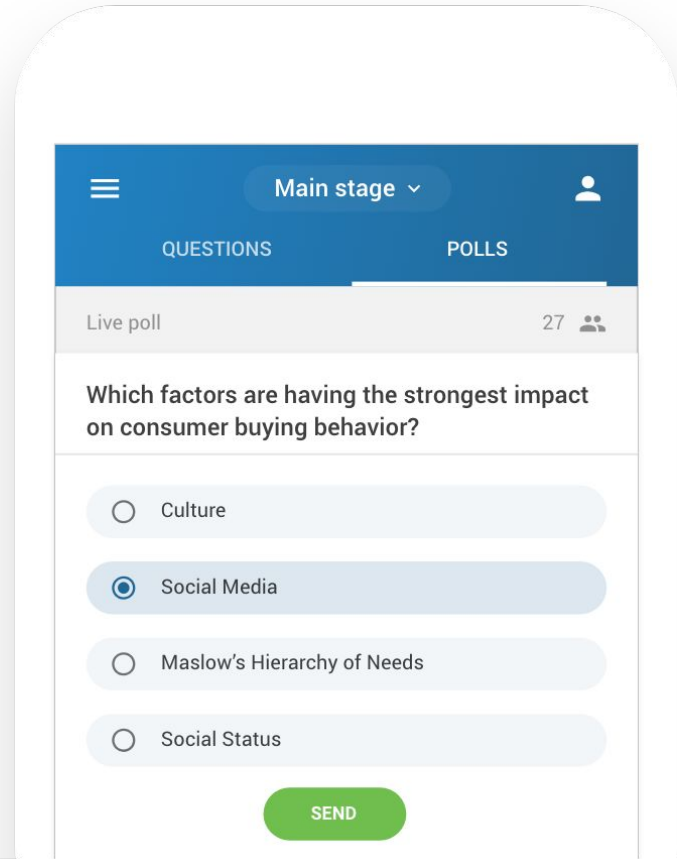 Main stage
QUESTIONS
POLLS
Live poll
27
Which factors are having the strongest impact
on consumer buying behavior?
Culture
Social Media
Maslow’s Hierarchy of Needs
Social Status
SEND